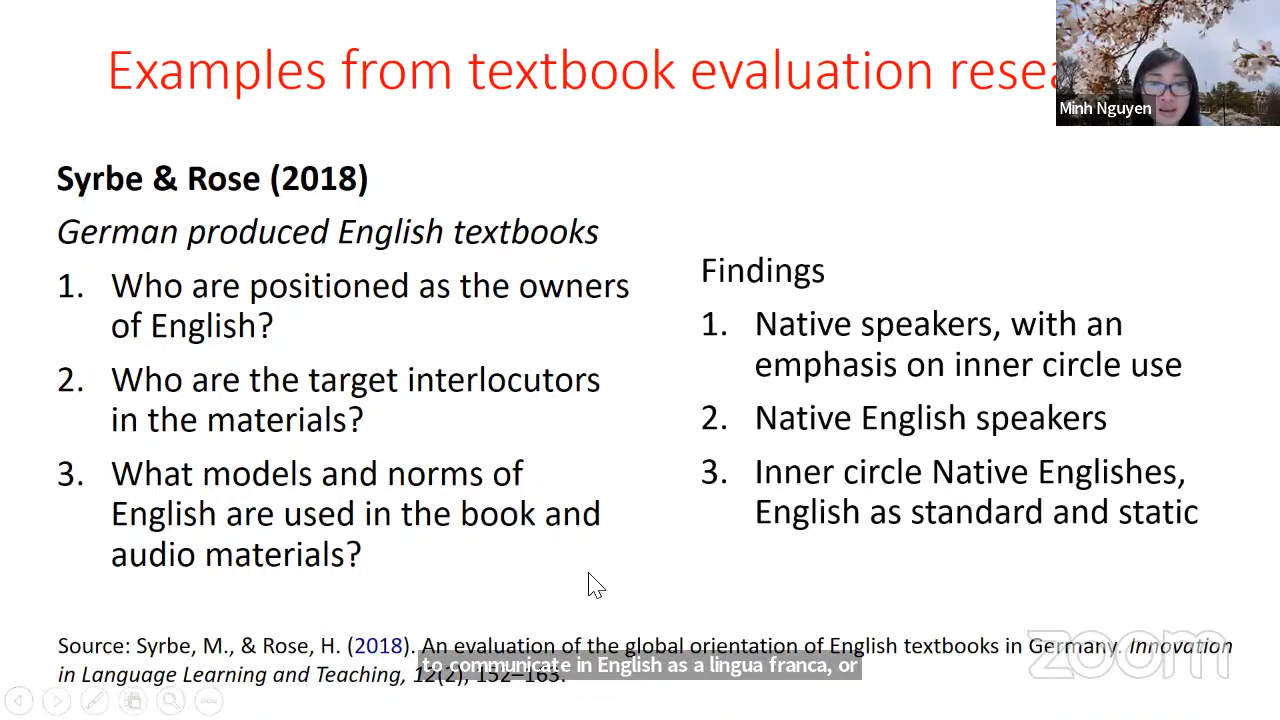 Examples from textbook evaluation resea
Minh Nguyen
Syrbe & Rose (2018)
German produced English textbooks
1. Who are positioned as the owners
of English?
2. Who are the target interlocutors
in the materials?
3. What models and norms of
English are used in the book and
audio materials?
Findings
1. Native speakers, with an
emphasis on inner circle use
2. Native English speakers
3. Inner circle Native Englishes,
English as standard and static
Source: Syrbe, M., & Rose, H. (2018). An evaluation of the global orientation of English textbooks in Germany. Innovation
in Language Learning and Teaching, 12(2), 152–163.
to communicate in English as a lingua franca, or
zoom